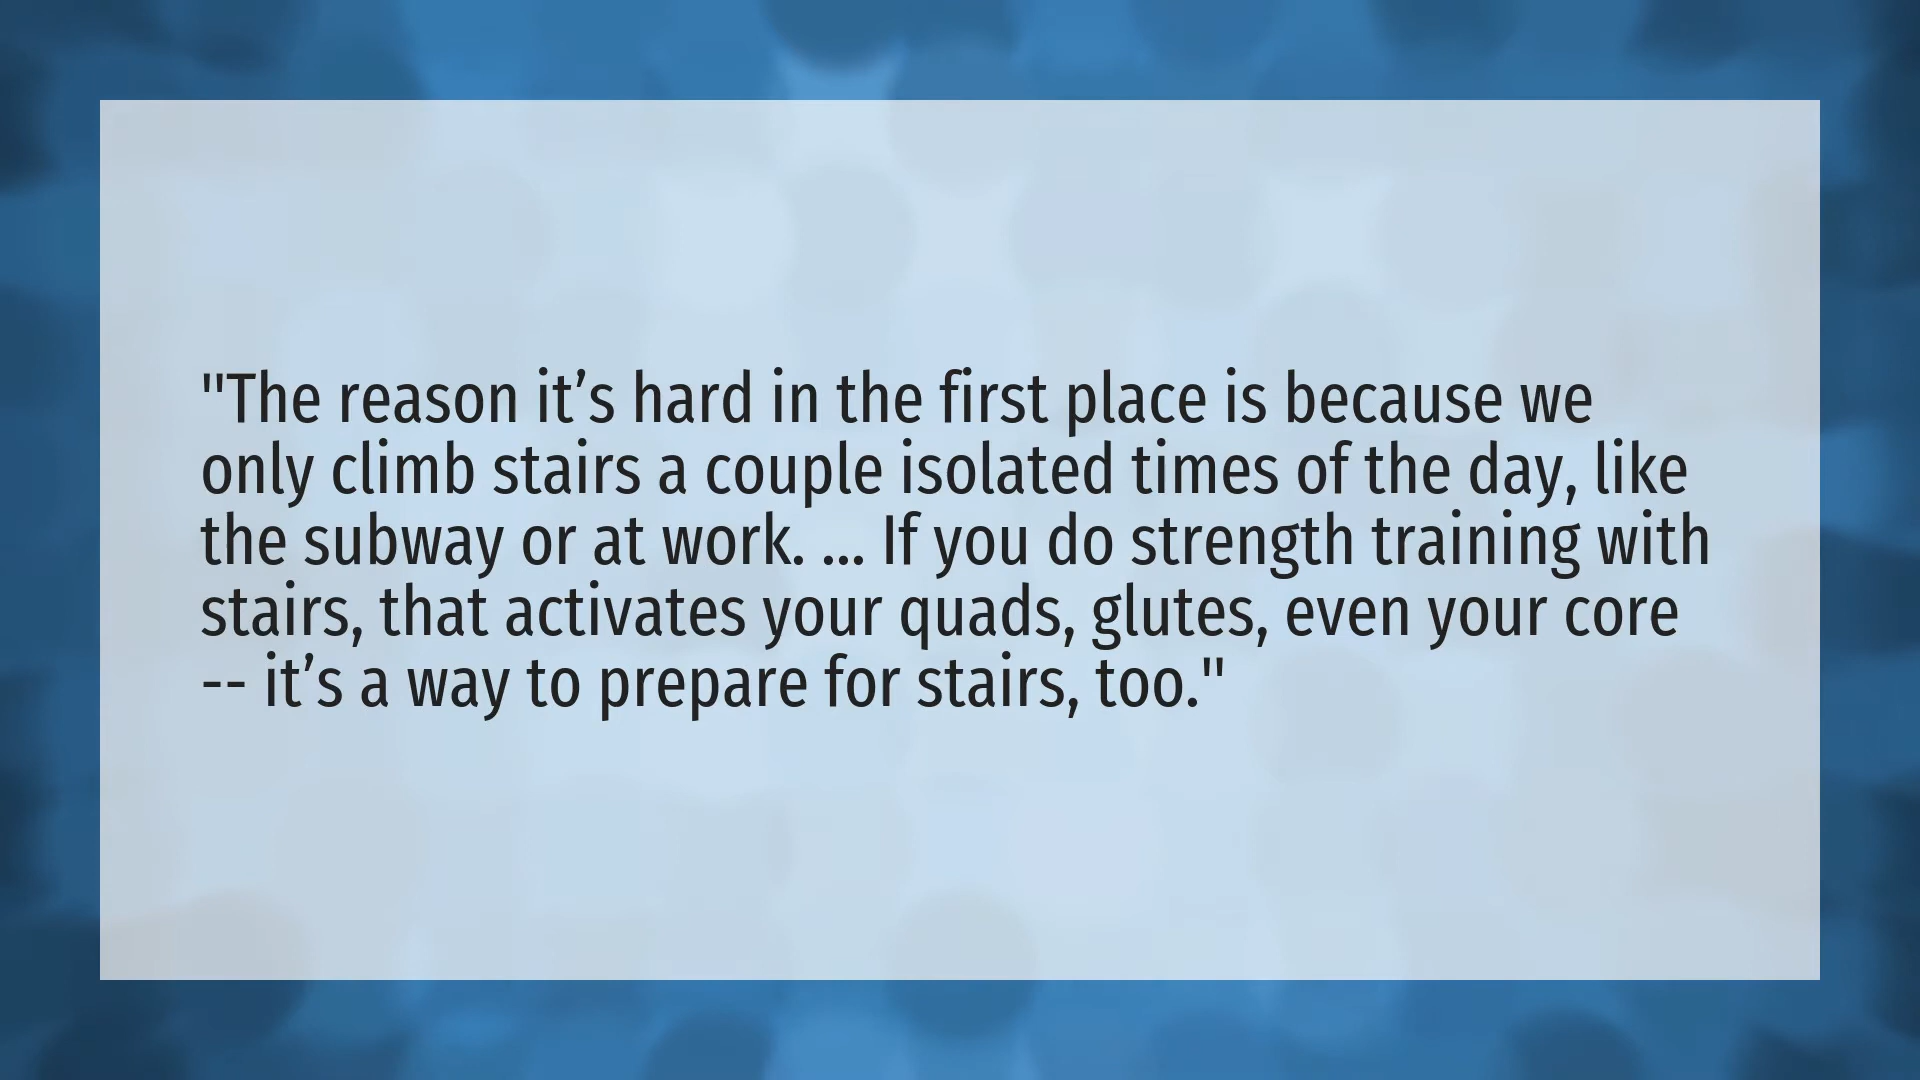 "The reason it’s hard in the first place is because we
only climb stairs a couple isolated times of the day, like
the subway or at work. ... If you do strength training with
stairs, that activates your quads, glutes, even your core
-- it’s a way to prepare for stairs, too."